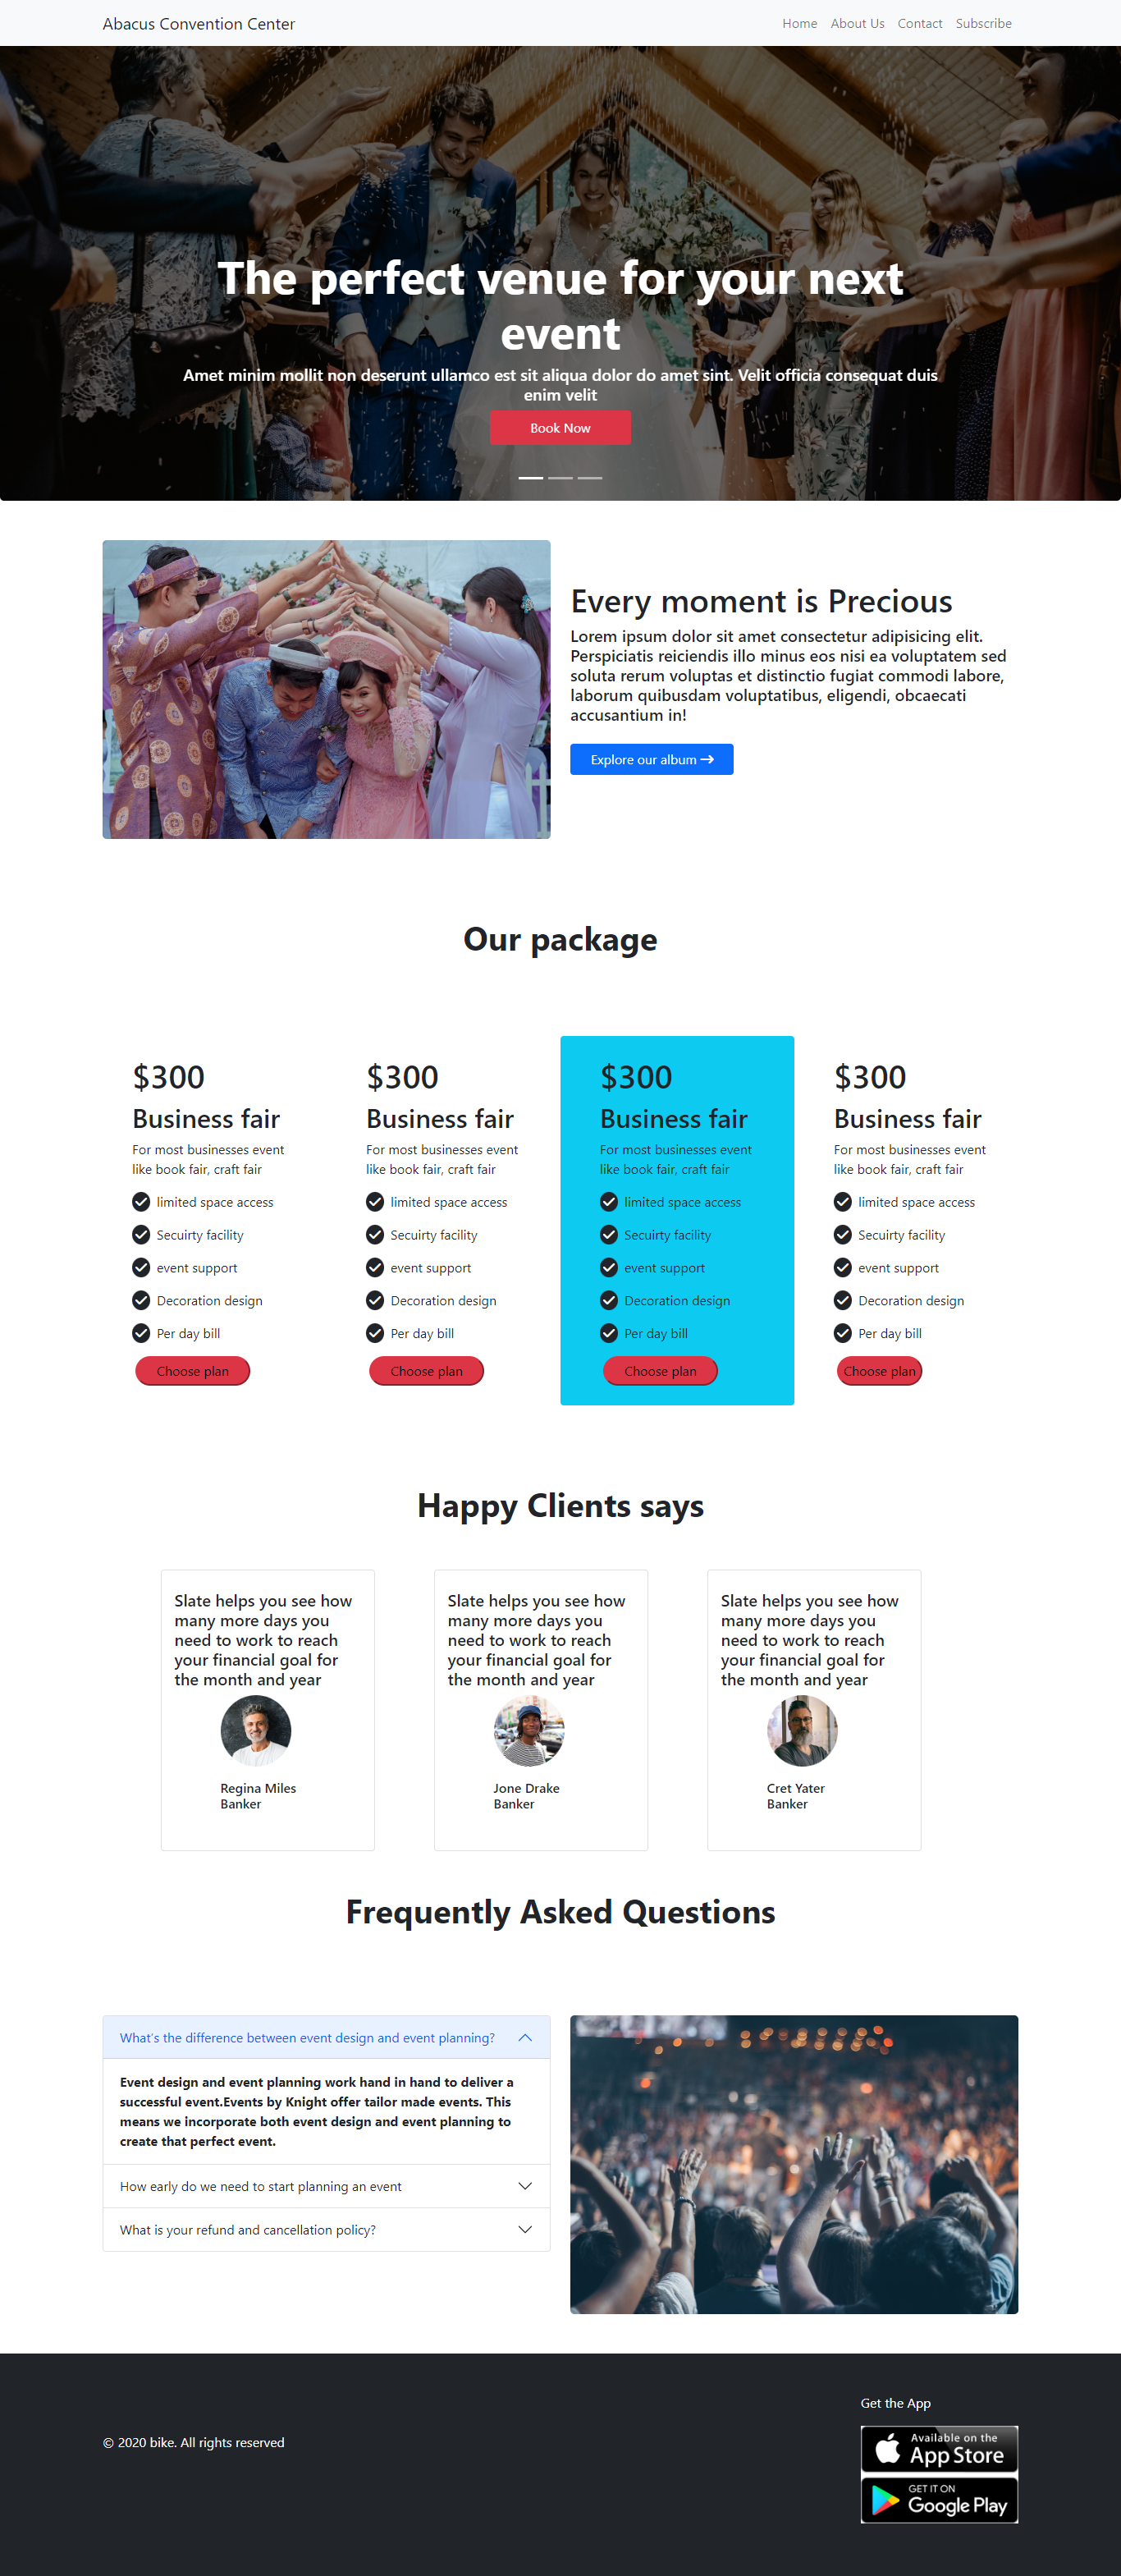 Abacus Convention Center
Home About Us Contact Subscribe
The perfect venue for your next
event
Amet minim mollit non deserunt ullamco est sit aliqua dolor do amet sint. Velit officia consequat duis
enim velit
Book Now
Every moment is Precious
Lorem ipsum dolor sit amet consectetur adipisicing elit.
Perspiciatis reiciendis illo minus eos nisi ea voluptatem sed
soluta rerum voluptas et distinctio fugiat commodi labore,
laborum quibusdam voluptatibus, eligendi, obcaecati
accusantium in!
Explore our album
Our package
$300
Business fair
For most businesses event
like book fair, craft fair
limited space access
Secuirty facility
event support
Decoration design
Per day bill
Choose plan
$300
Business fair
For most businesses event
like book fair, craft fair
limited space access
Secuirty facility
event support
Decoration design
Per day bill
Choose plan
$300
Business fair
For most businesses event
like book fair, craft fair
limited space access
Secuirty facility
event support
Decoration design
Per day bill
Choose plan
$300
Business fair
For most businesses event
like book fair, craft fair
limited space access
Secuirty facility
event support
Decoration design
Per day bill
Choose plan
Happy Clients says
Slate helps you see how
many more days you
need to work to reach
your financial goal for
the month and year
Regina Miles
Banker
Slate helps you see how
many more days you
need to work to reach
your financial goal for
the month and year
Jone Drake
Banker
Slate helps you see how
many more days you
need to work to reach
your financial goal for
the month and year
Cret Yater
Banker
Frequently Asked Questions
What's the difference between event design and event planning?
Event design and event planning work hand in hand to deliver a
successful event.Events by Knight offer tailor made events. This
means we incorporate both event design and event planning to
create that perfect event.
How early do we need to start planning an event
What is your refund and cancellation policy?
© 2020 bike. All rights reserved
Get the App
Available on the
App Store
GET IT ON
Google Play